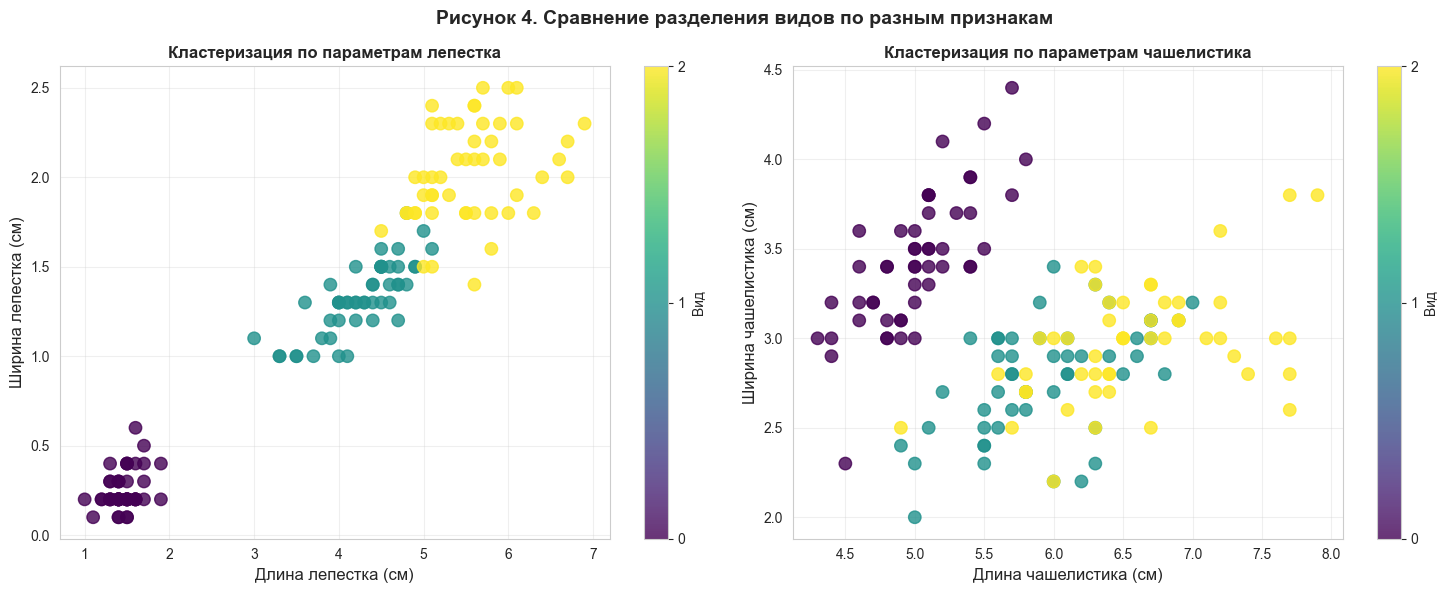 Рисунок 4. Сравнение разделения видов по разным признакам
Кластеризация по параметрам лепестка
2.5
2.0
1.5
1.0
0.5
0.0
Ширина лепестка (см)
1 2 3 4 5 6 7
Длина лепестка (см)
2
1
0
Вид
Кластеризация по параметрам чашелистика
4.5
4.0
3.5
3.0
2.5
2.0
Ширина чашелистика (см)
4.5 5.0 5.5 6.0 6.5 7.0 7.5 8.0
Длина чашелистика (см)
2
1
0
Вид